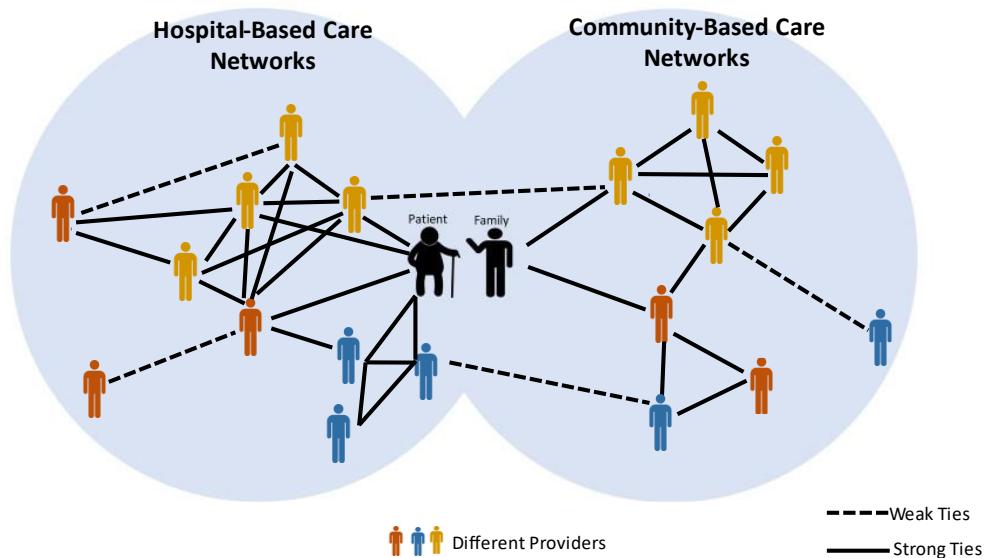 Hospital-Based Care
Networks
Community-Based Care
Networks
Patient
Family
Different Providers
Weak Ties
Strong Ties